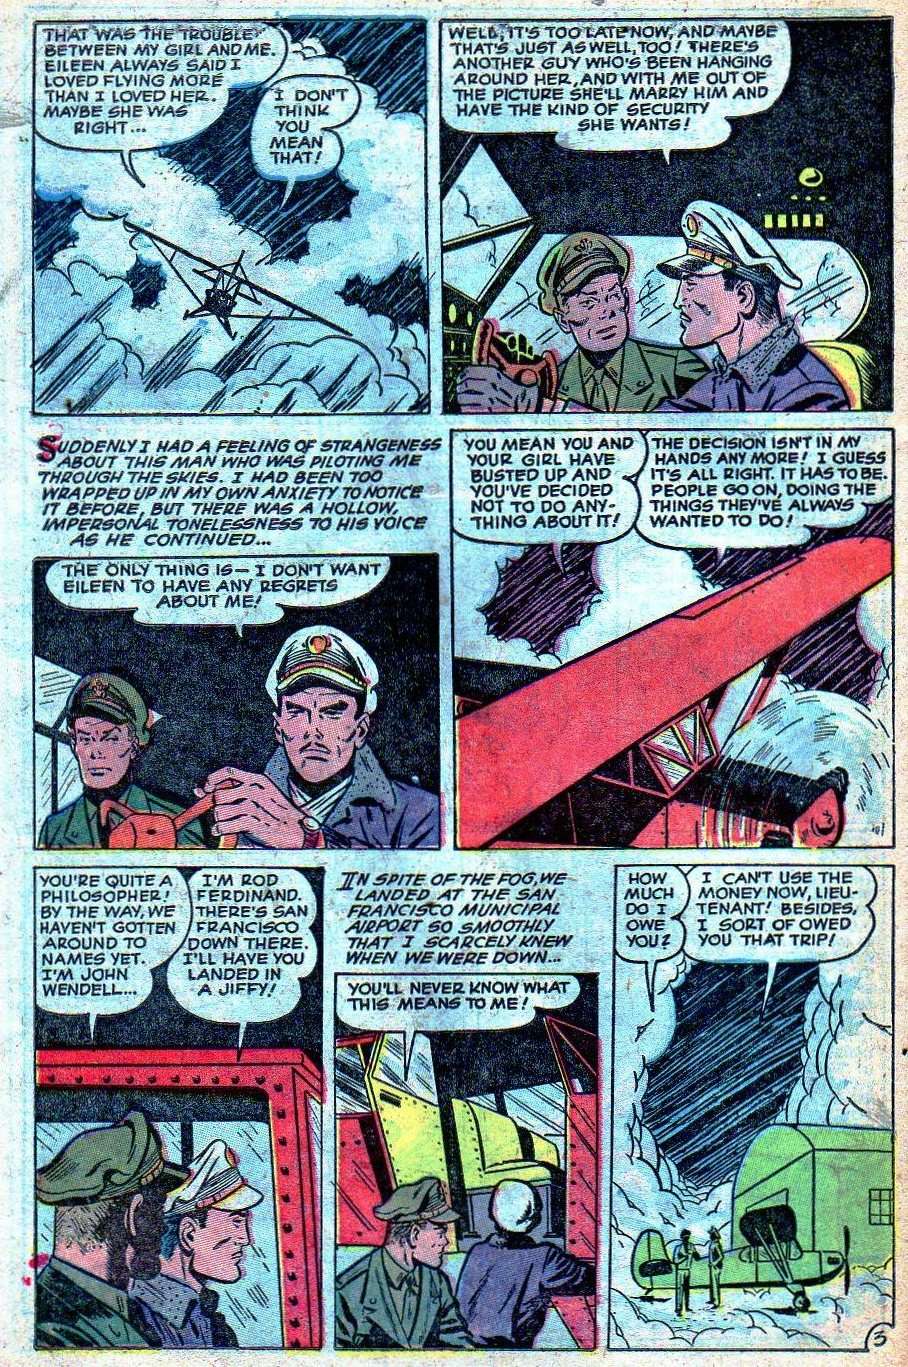 THAT WAS THE TROUBLE
BETWEEN MY GIRL AND ME.
EILEEN ALWAYS SAID I
LOVED FLYING MORE
THAN I LOVED HER.
MAYBE SHE WAS
RIGHT...
I DON'T
THINK
YOU
MEAN
THAT!
WELL, IT'S TOO LATE NOW, AND MAYBE
THAT'S JUST AS WELL, TOO! THERE'S
ANOTHER GUY WHO'S BEEN HANGING
AROUND HER, AND WITH ME OUT OF
THE PICTURE SHE'LL MARRY HIM AND
HAVE THE KIND OF SECURITY
SHE WANTS!
SUDDENLY I HAD A FEELING OF STRANGENESS
ABOUT THIS MAN WHO WAS PILOTING ME
THROUGH THE SKIES. I HAD BEEN TOO
WRAPPED UP IN MY OWN ANXIETY TO NOTICE
IT BEFORE, BUT THERE WAS A HOLLOW,
IMPERSONAL TONELESSNESS TO HIS VOICE
AS HE CONTINUED...
THE ONLY THING IS— I DON'T WANT
EILEEN TO HAVE ANY REGRETS
ABOUT ME!
YOU MEAN YOU AND
YOUR GIRL HAVE
BUSTED UP AND
YOU'VE DECIDED
NOT TO DO ANY-
THING ABOUT IT!
THE DECISION ISN'T IN MY
HANDS ANY MORE! I GUESS
IT'S ALL RIGHT. IT HAS TO BE.
PEOPLE GO ON, DOING THE
THINGS THEY'VE ALWAYS
WANTED TO DO!
YOU'RE QUITE A
PHILOSOPHER!
BY THE WAY, WE
HAVEN'T GOTTEN
AROUND TO
NAMES YET.
I'M JOHN
WENDELL...
I'M ROD
FERDINAND.
THERE'S SAN
FRANCISCO
DOWN THERE.
I'LL HAVE YOU
LANDED IN
A JIFFY!
IN SPITE OF THE FOG, WE
LANDED AT THE SAN
FRANCISCO MUNICIPAL
AIRPORT SO SMOOTHLY
THAT I SCARCELY KNEW
WHEN WE WERE DOWN...
YOU'LL NEVER KNOW WHAT
THIS MEANS TO ME!
HOW
MUCH
DO I
OWE
YOU?
I CAN'T USE THE
MONEY NOW, LIEU-
TENANT! BESIDES,
I SORT OF OWED
YOU THAT TRIP!
3